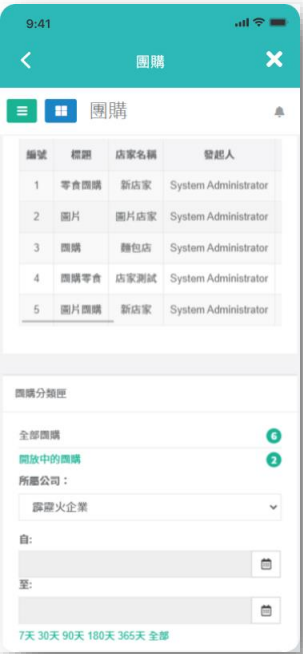 9:41
團購
團購
編號 標題 店家名稱 發起人
1 零食團購 新店家 System Administrator
2 圖片 圖片店家 System Administrator
3 團購 麵包店 System Administrator
4 團購零食 店家測試 System Administrator
5 圖片團購 新店家 System Administrator
團購分類匣
全部團購 6
開放中的團購 2
所屬公司：
霹靂火企業
自:
至:
7天 30天 90天 180天 365天 全部